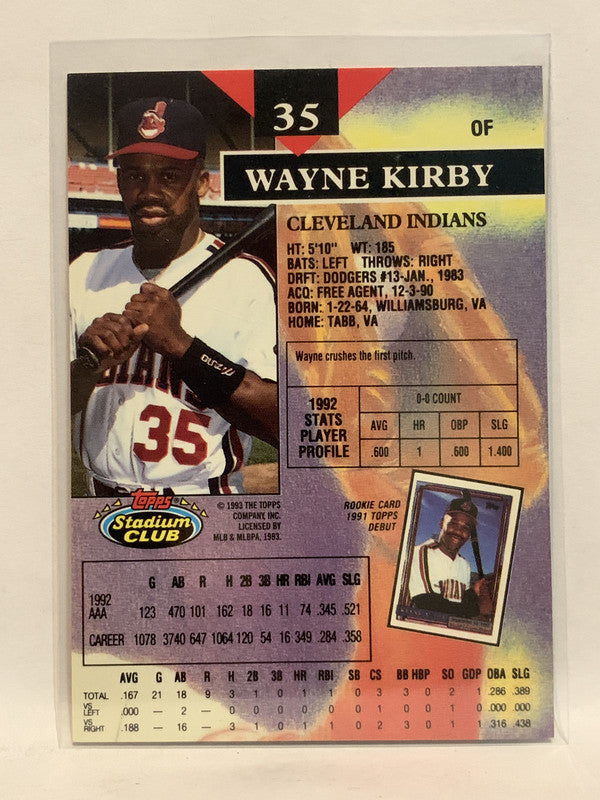 35
OF
WAYNE KIRBY
CLEVELAND INDIANS
HT: 5'10" WT: 185
BATS: LEFT THROWS: RIGHT
DRFT: DODGERS #13-JAN., 1983
ACQ: FREE AGENT, 12-3-90
BORN: 1-22-64, WILLIAMSBURG, VA
HOME: TABB, VA
Wayne crushes the first pitch.
1992 STATS PLAYER PROFILE
0-0 COUNT
AVG HR OBP SLG
.600 1 .600 1.400
IANS
35
Topps
Stadium
CLUB
© 1993 THE TOPPS
COMPANY, INC.
LICENSED BY
MLB & MLBPA, 1993.
ROOKIE CARD
1991 TOPPS
DEBUT
G AB R H 2B 3B HR RBI AVG SLG
1992 AAA 123 470 101 162 18 16 11 74 .345 .521
CAREER 1078 3740 647 1064 120 54 16 349 .284 .358
AVG G AB R H 2B 3B HR RBI SB CS BB HBP SO GDP OBA SLG
TOTAL .167 21 18 9 3 1 0 1 1 0 3 3 0 2 1 .286 .389
VS LEFT .000 — 2 — 0 0 0 0 0 0 1 0 0 0 0 .000 .000
VS RIGHT .188 — 16 — 3 1 0 1 1 0 2 3 0 2 1 .316 .438